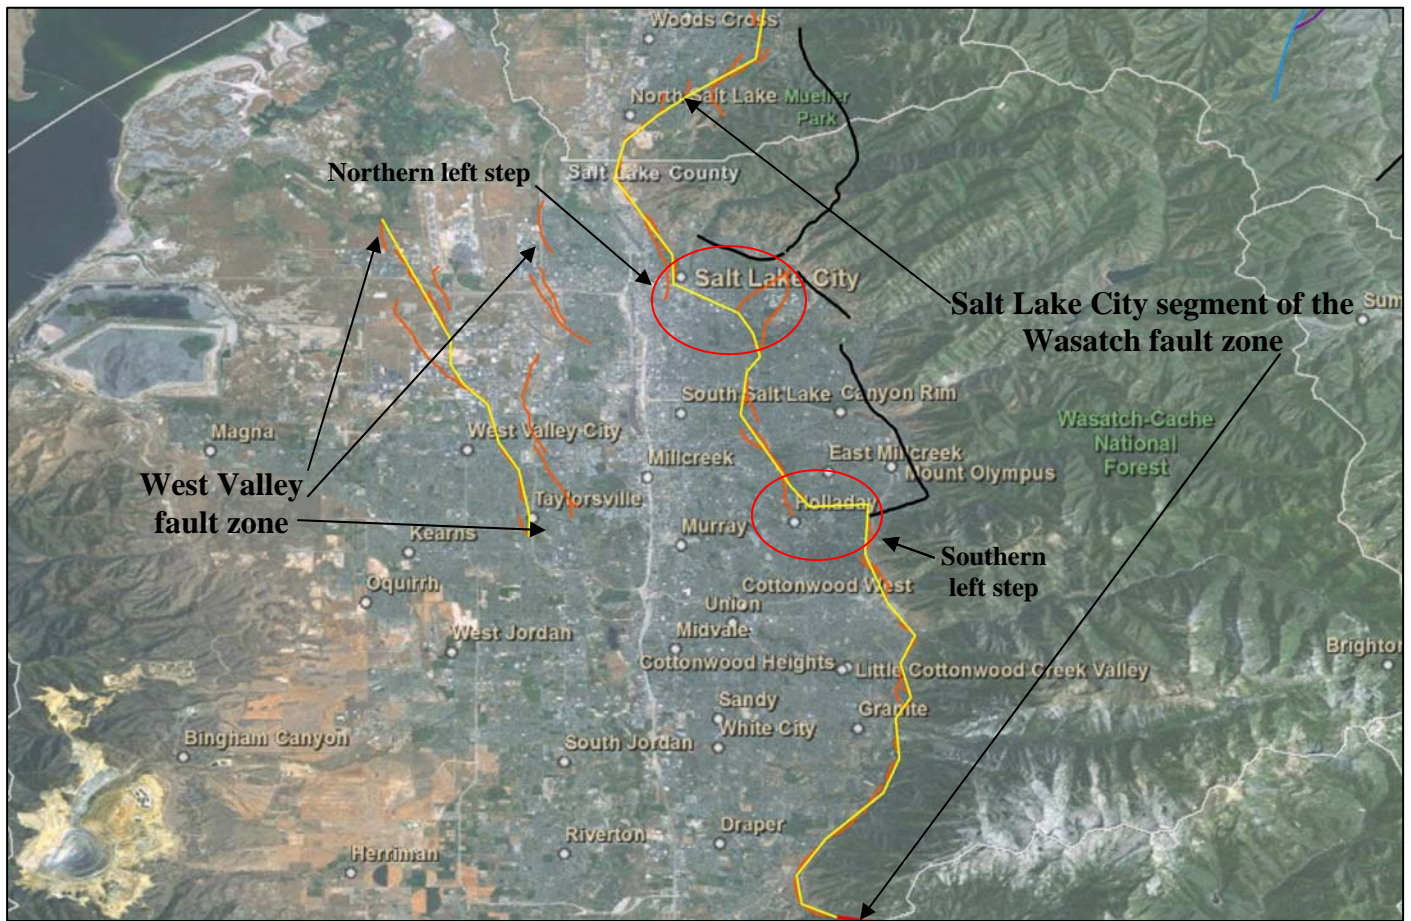 Woods Cross
North Salt Lake
Mueller
Park
Northern left step
Salt Lake County
Salt Lake City
Salt Lake City segment of the
Wasatch fault zone
Sum
South Salt Lake
Canyon Rim
Wasatch-Cache
National
Forest
Magna
West Valley City
East Millcreek
Millcreek
Mount Olympus
West Valley
fault zone
Taylorsville
Holladay
Kearns
Murray
Southern
left step
Oquirrh
Cottonwood West
Union
West Jordan
Midvale
Brighton
Cottonwood Heights
Little Cottonwood Creek Valley
Sandy
Granite
White City
Bingham Canyon
South Jordan
Riverton
Draper
Herriman